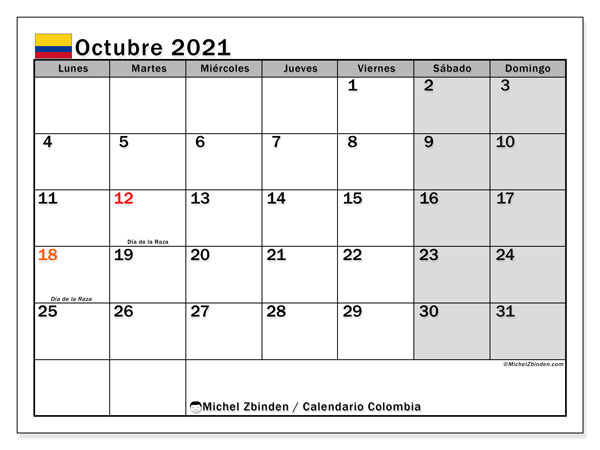 Octubre 2021
Lunes Martes Miércoles Jueves Viernes Sábado Domingo
1 2 3
4 5 6 7 8 9 10
11 12 13 14 15 16 17
Día de la Raza
18 19 20 21 22 23 24
Día de la Raza
25 26 27 28 29 30 31
©MichelZbinden.com
Michel Zbinden / Calendario Colombia